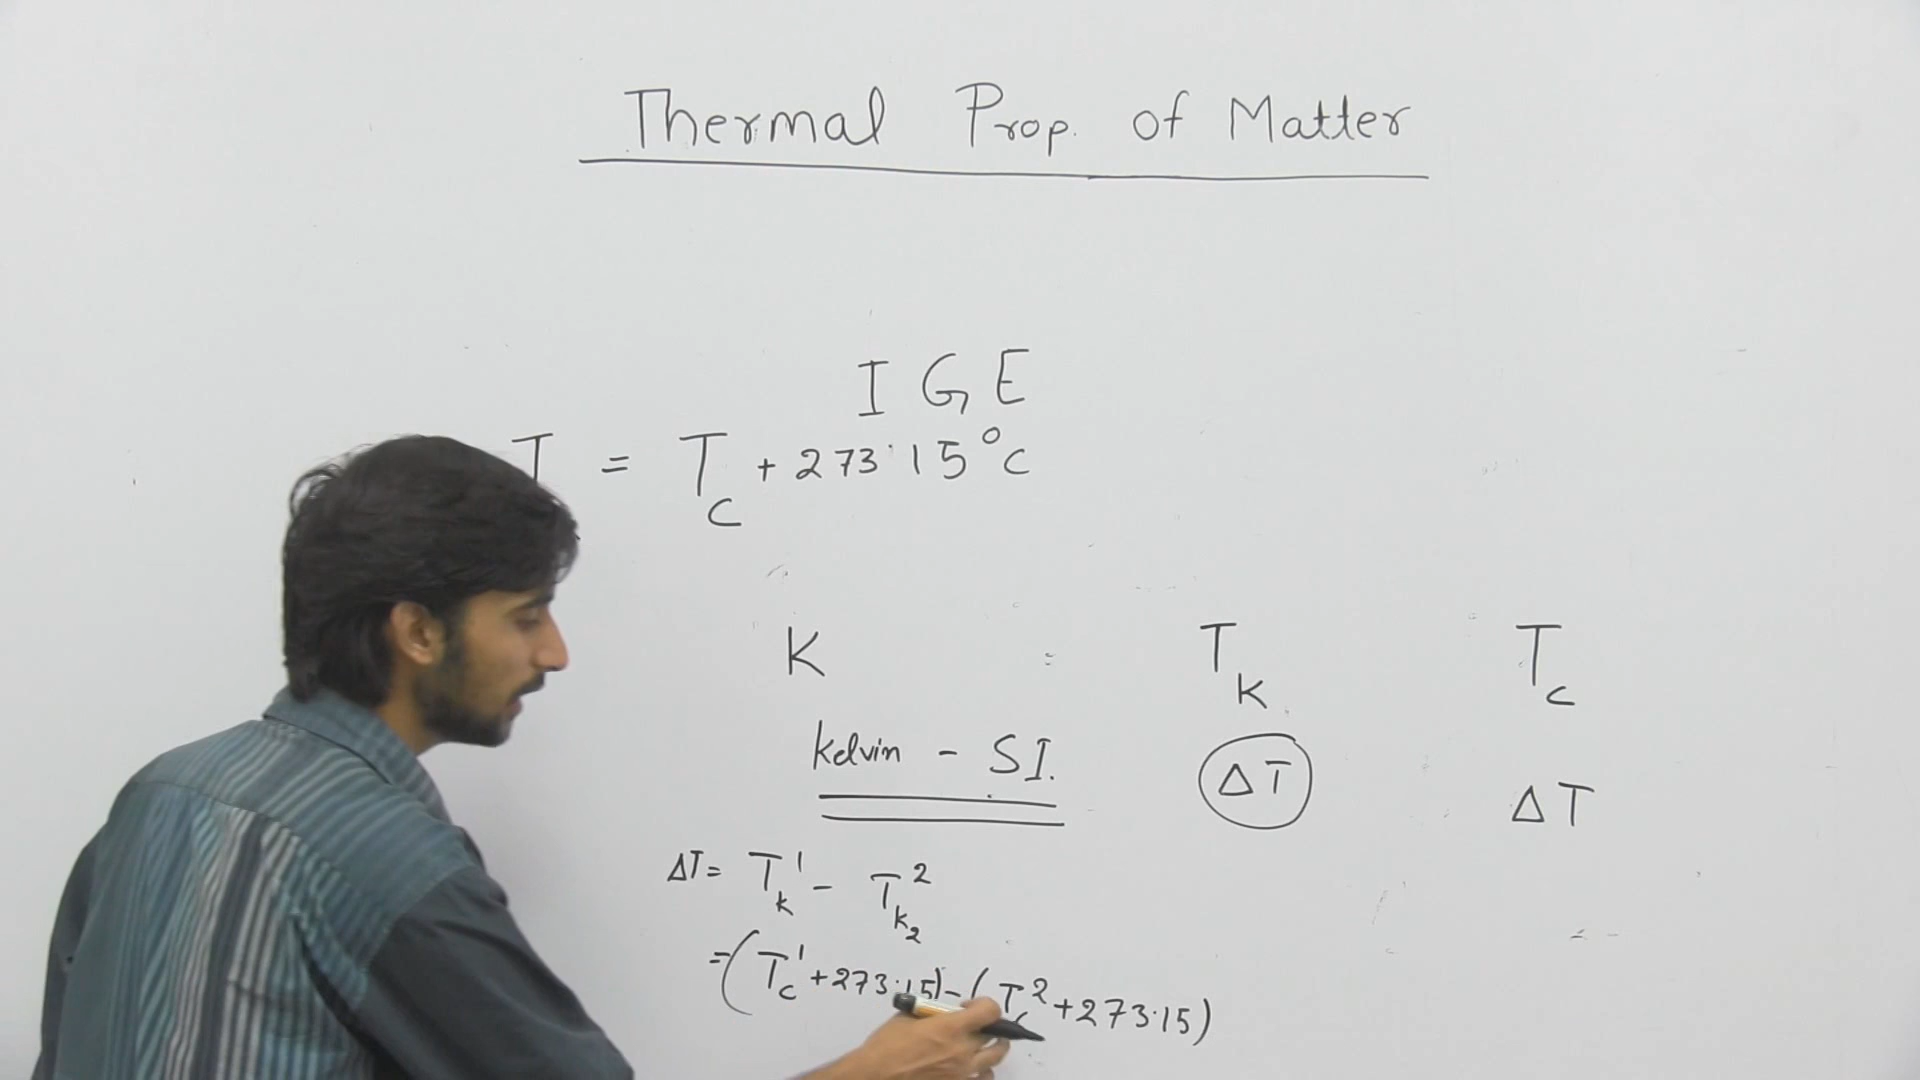 Thermal Prop. of Matter
I G E
T = T_C + 273.15°C
K T_K T_C
Kelvin - SI. ΔT ΔT
ΔT = T_K^1 - T_K2^2
= (T_C^1 + 273.15) - (T_C^2 + 273.15)